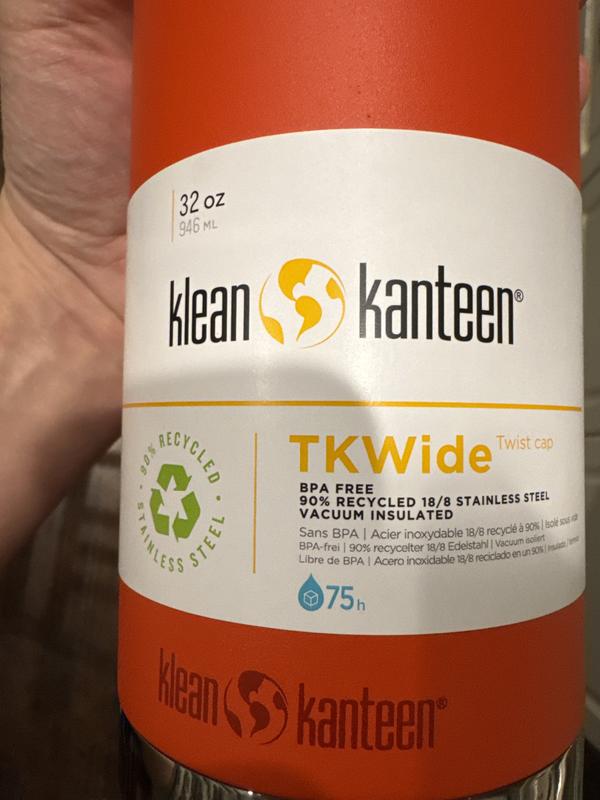 32 oz
946 ML
klean kanteen®
90% RECYCLED
STAINLESS STEEL
TKWide Twist cap
BPA FREE
90% RECYCLED 18/8 STAINLESS STEEL
VACUUM INSULATED
Sans BPA | Acier inoxydable 18/8 recyclé à 90% | Isolé sous vide
BPA-frei | 90% recycelter 18/8 Edelstahl | Vacuum isoliert
Libre de BPA | Acero inoxidable 18/8 reciclado en un 90% |
75h
klean kanteen®